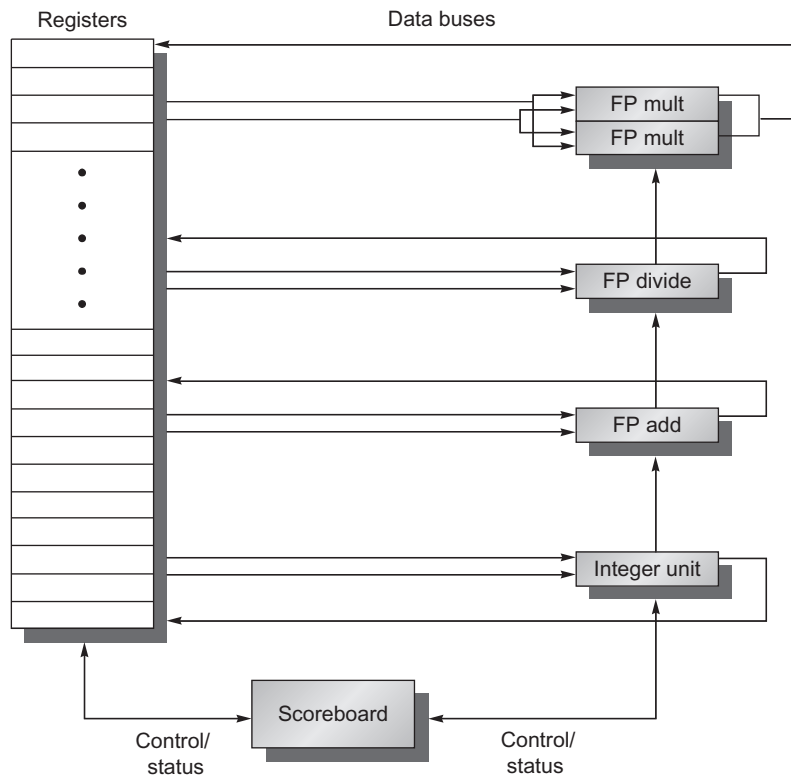 Registers
Data buses
FP mult
FP mult
FP divide
FP add
Integer unit
Scoreboard
Control/
status
Control/
status